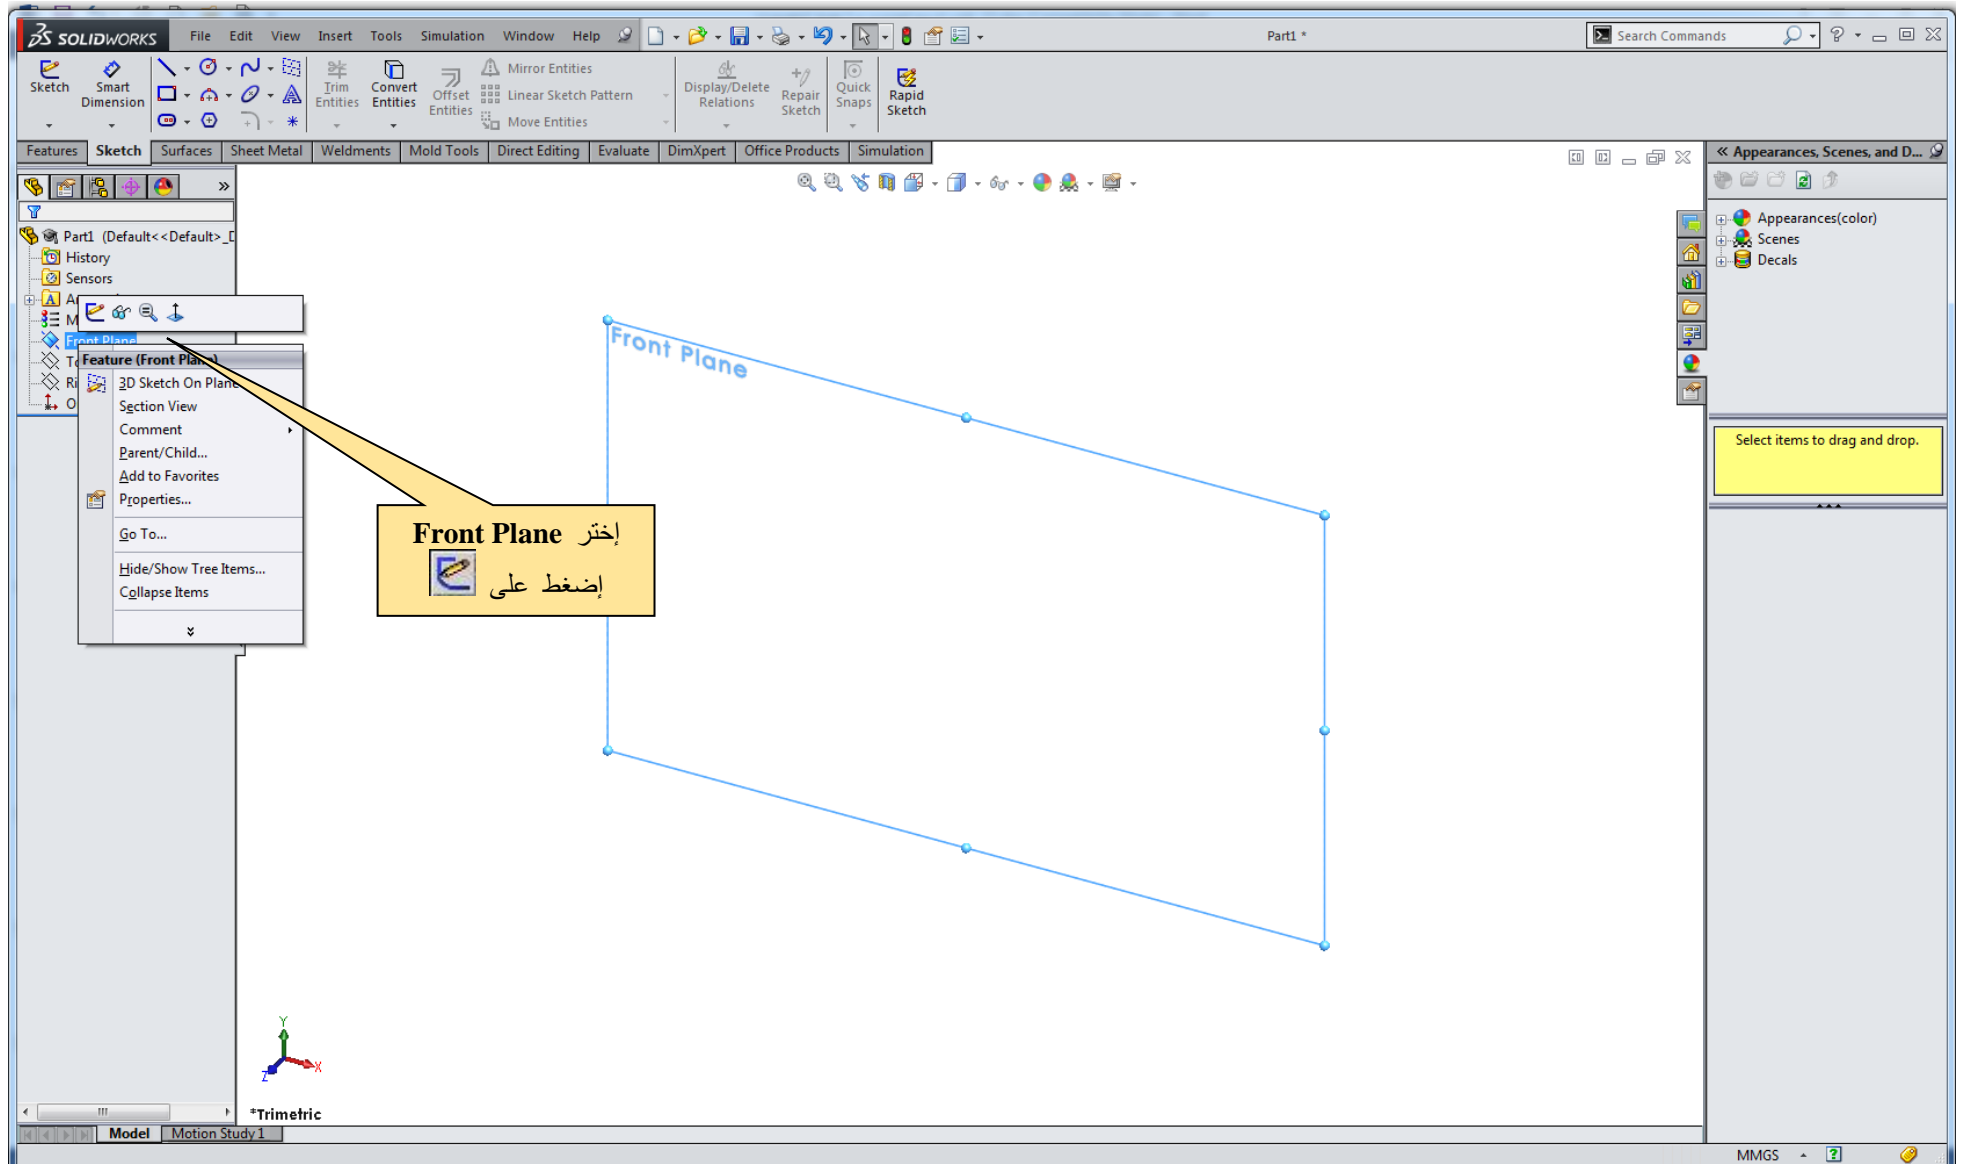 SOLIDWORKS File Edit View Insert Tools Simulation Window Help Part1 * Search Commands
Sketch Smart Dimension Trim Entities Convert Entities Offset Entities Mirror Entities Linear Sketch Pattern Move Entities Display/Delete Relations Repair Sketch Quick Snaps Rapid Sketch
Features Sketch Surfaces Sheet Metal Weldments Mold Tools Direct Editing Evaluate DimXpert Office Products Simulation
Appearances, Scenes, and D...
Part1 (Default<<Default>_D
History
Sensors
Front Plane
Feature (Front Plane)
3D Sketch On Plane
Section View
Comment
Parent/Child...
Add to Favorites
Properties...
Go To...
Hide/Show Tree Items...
Collapse Items
Front Plane
إختر Front Plane
إضغط على
Appearances(color)
Scenes
Decals
Select items to drag and drop.
Y
X
Z
*Trimetric
Model Motion Study 1
MMGS